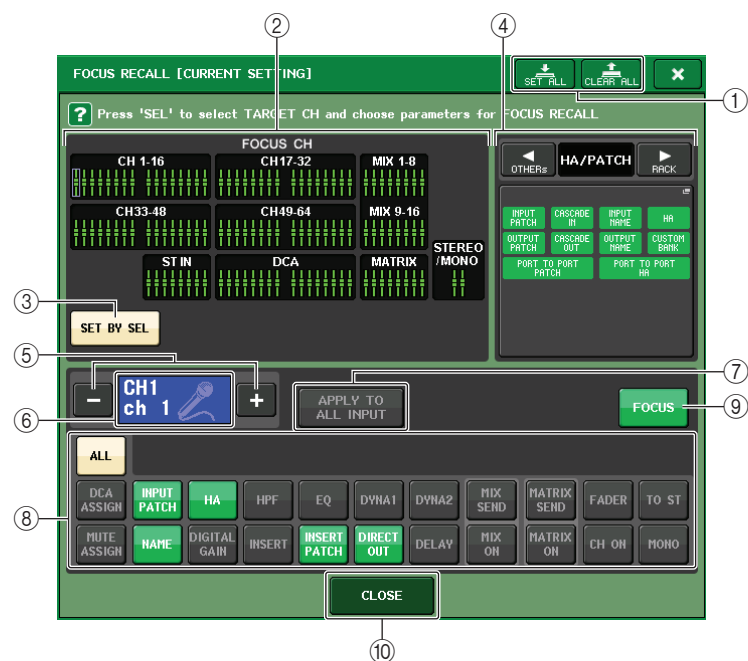 ② ④
FOCUS RECALL [CURRENT SETTING]
SET ALL CLEAR ALL
①
? Press 'SEL' to select TARGET CH and choose parameters for FOCUS RECALL
FOCUS CH
CH 1-16 CH17-32 MIX 1-8
CH33-48 CH49-64 MIX 9-16
ST IN DCA MATRIX STEREO /MONO
OTHERs HA/PATCH RACK
INPUT PATCH CASCADE IN INPUT NAME HA
OUTPUT PATCH CASCADE OUT OUTPUT NAME CUSTOM BANK
PORT TO PORT PATCH PORT TO PORT HA
③
SET BY SEL
⑤
⑦
− CH1 +
ch 1
⑥
APPLY TO ALL INPUT
FOCUS
⑨
ALL
⑧
DCA ASSIGN INPUT PATCH HA HPF EQ DYNA1 DYNA2 MIX SEND MATRIX SEND FADER TO ST
MUTE ASSIGN NAME DIGITAL GAIN INSERT INSERT PATCH DIRECT OUT DELAY MIX ON MATRIX ON CH ON MONO
CLOSE
⑩